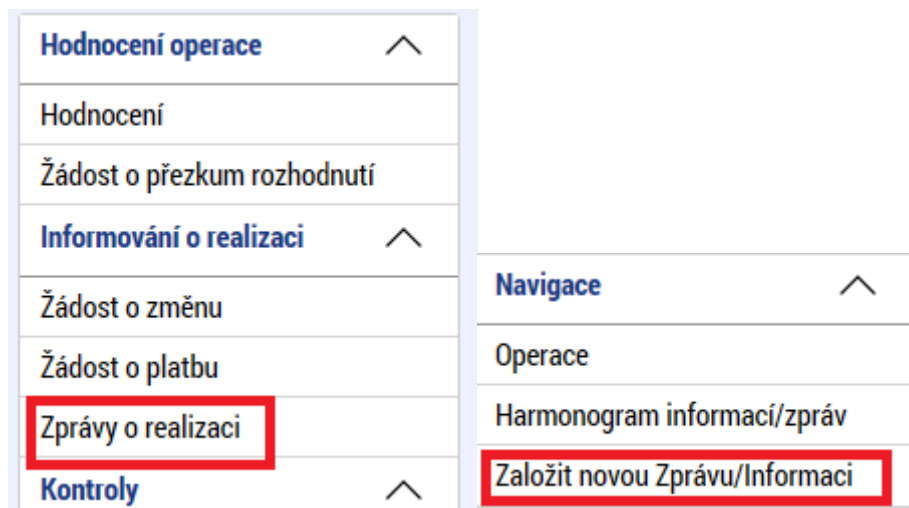 Hodnocení operace
Hodnocení
Žádost o přezkum rozhodnutí
Informování o realizaci
Žádost o změnu
Žádost o platbu
Zprávy o realizaci
Kontroly
Navigace
Operace
Harmonogram informací/zpráv
Založit novou Zprávu/Informaci